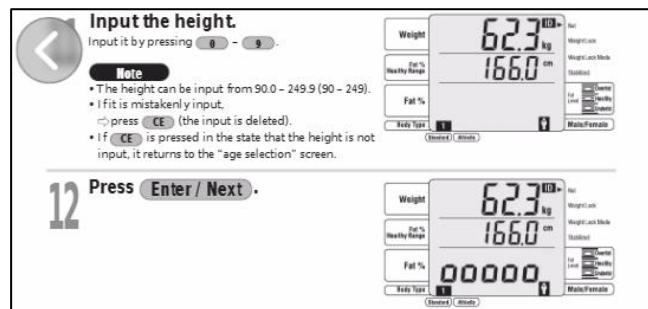 Input the height.
Input it by pressing 0 – 9 .
Note
• The height can be input from 90.0 – 249.9 (90 – 249).
• If it is mistakenly input,
⇨press CE (the input is deleted).
• If CE is pressed in the state that the height is not
input, it returns to the “age selection” screen.
Weight 62.3 kg ID Net
Weight Lock
Fat % Healthy Range 166.0 cm Weight Lock Mode
Stabilized
Fat % Fat Level Overfat
Healthy
Underfat
Body Type 1 Male/Female
Standard Athlete
12 Press Enter / Next .
Weight 62.3 kg ID Net
Weight Lock
Fat % Healthy Range 166.0 cm Weight Lock Mode
Stabilized
Fat % 00000 Fat Level Overfat
Healthy
Underfat
Body Type 1 Male/Female
Standard Athlete